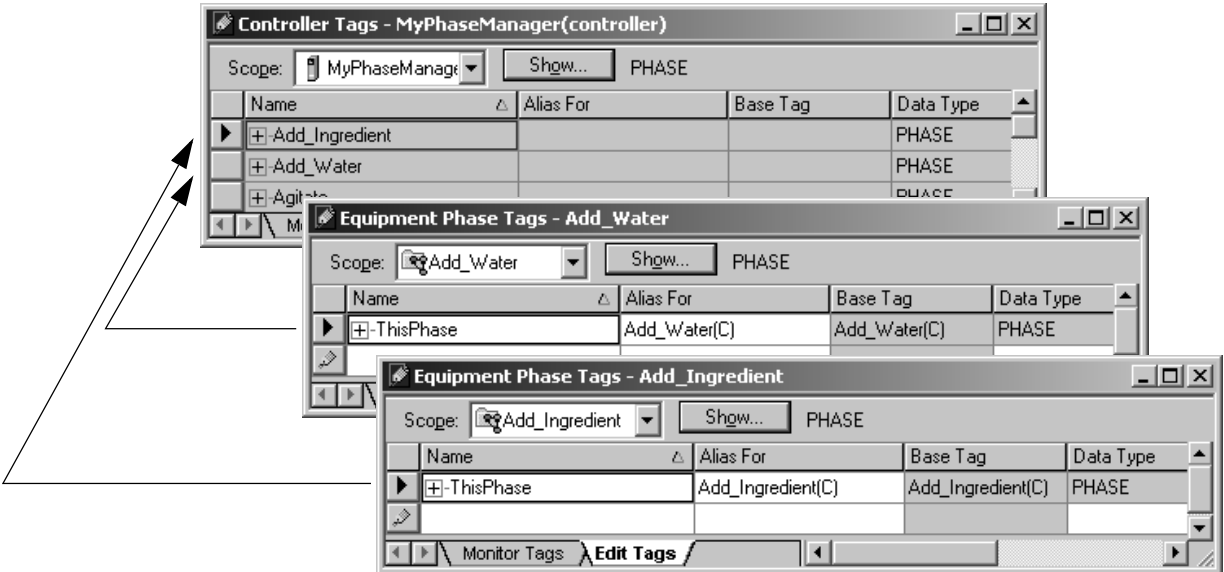 Controller Tags - MyPhaseManager(controller)
Scope: MyPhaseManage Show... PHASE
Name Alias For Base Tag Data Type
Add_Ingredient PHASE
Add_Water PHASE
Agitate PHASE
Equipment Phase Tags - Add_Water
Scope: Add_Water Show... PHASE
Name Alias For Base Tag Data Type
ThisPhase Add_Water(C) Add_Water(C) PHASE
Equipment Phase Tags - Add_Ingredient
Scope: Add_Ingredient Show... PHASE
Name Alias For Base Tag Data Type
ThisPhase Add_Ingredient(C) Add_Ingredient(C) PHASE
Monitor Tags Edit Tags